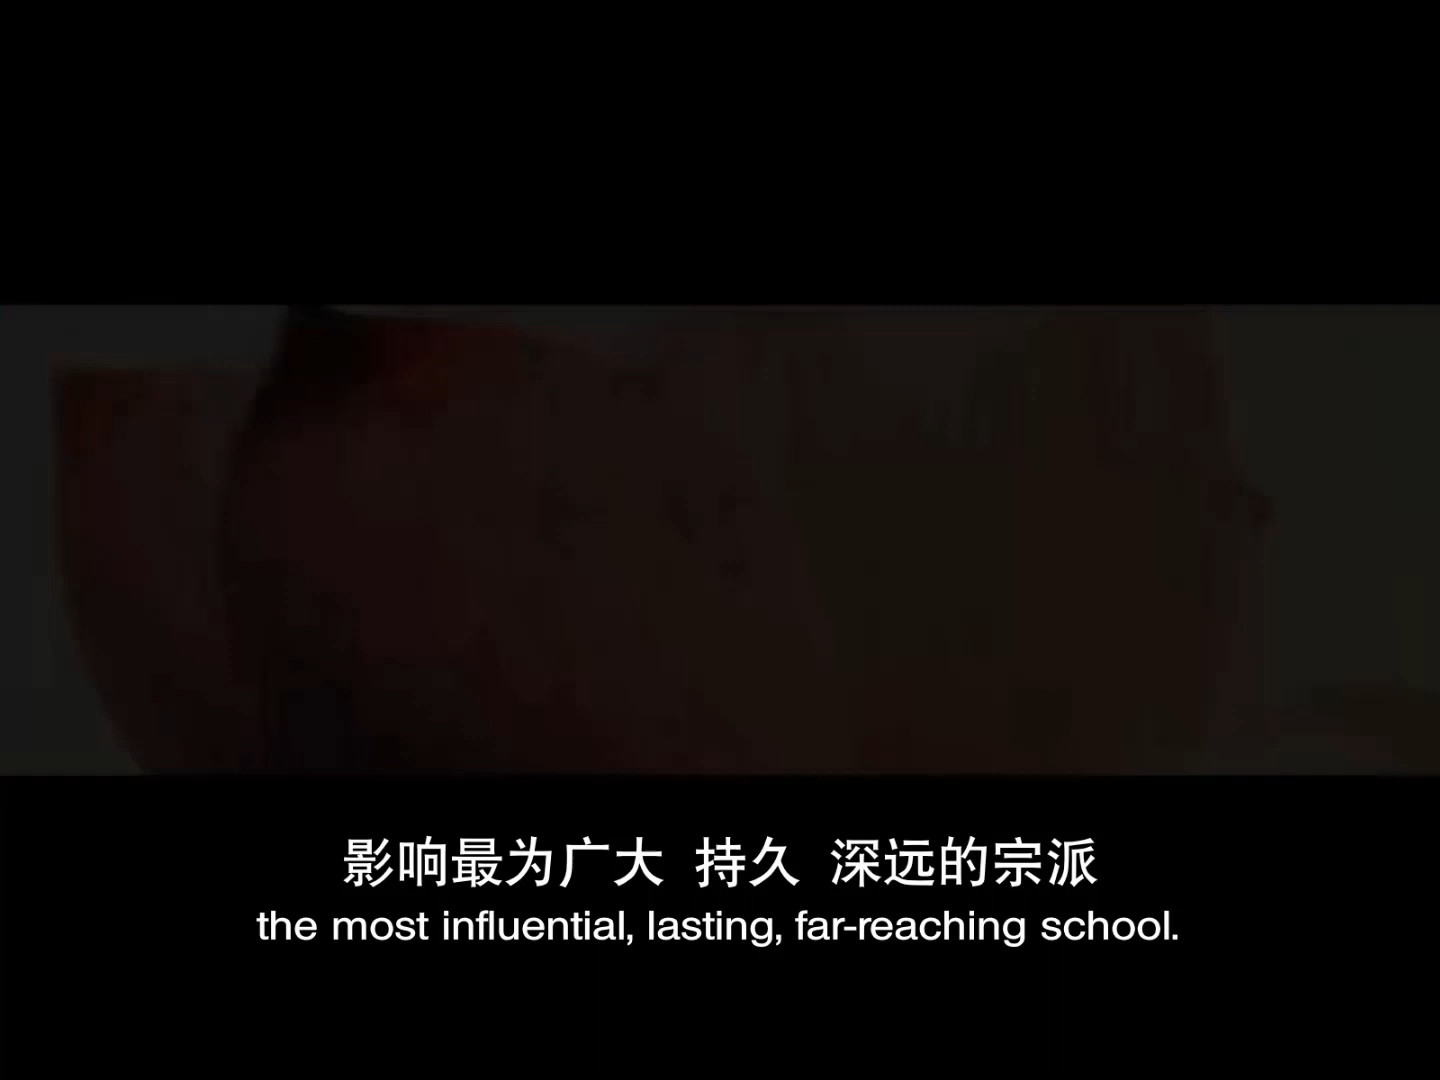 影响最为广大 持久 深远的宗派
the most influential, lasting, far-reaching school.